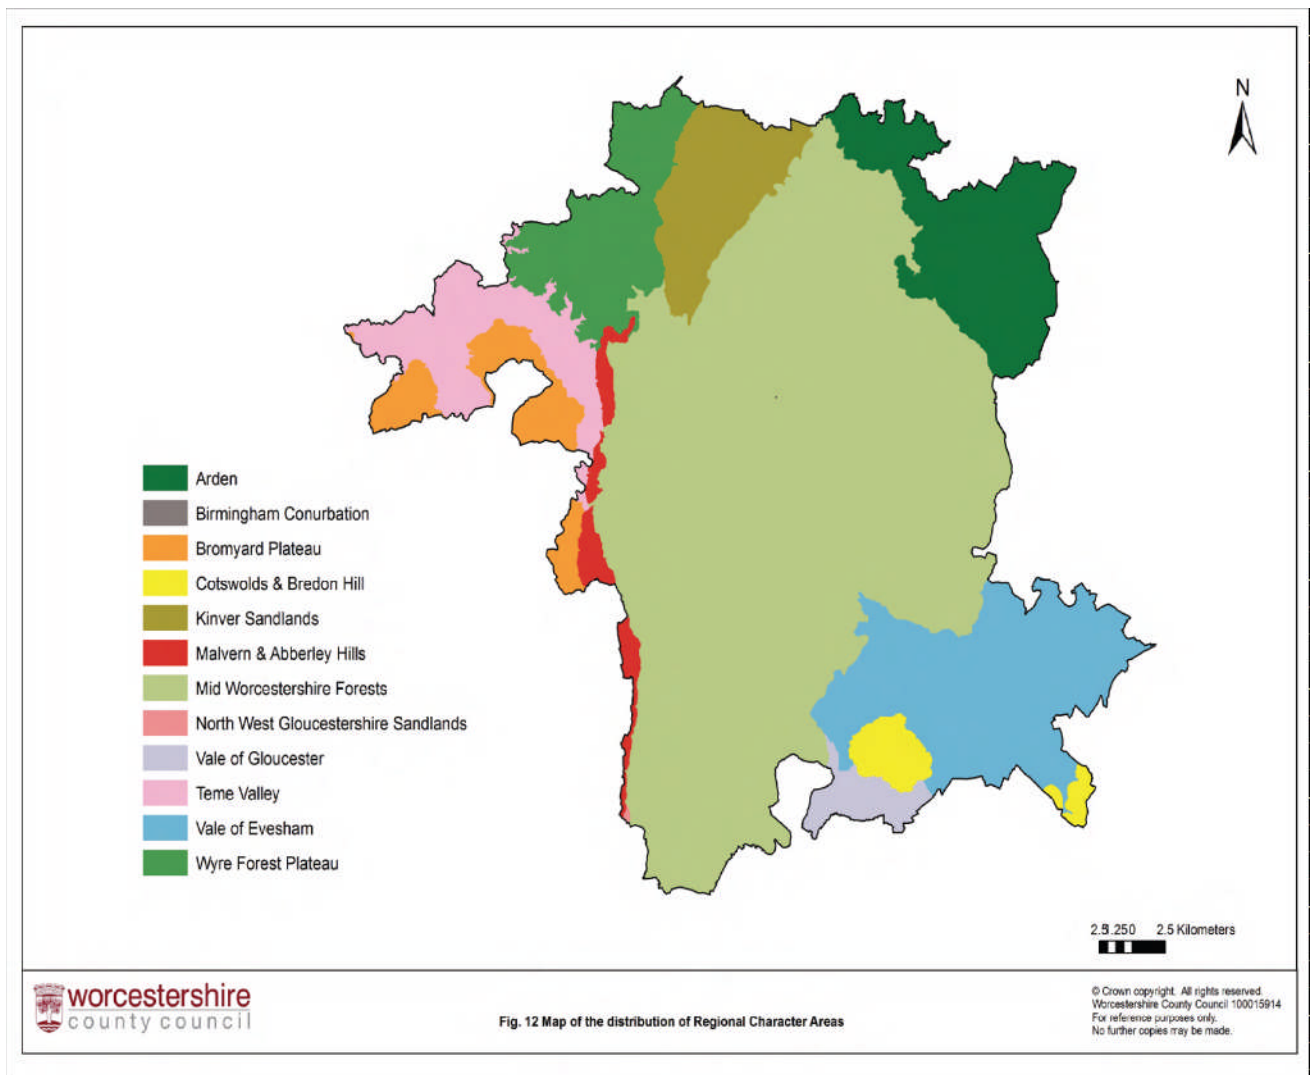 N
Arden
Birmingham Conurbation
Bromyard Plateau
Cotswolds & Bredon Hill
Kinver Sandlands
Malvern & Abberley Hills
Mid Worcestershire Forests
North West Gloucestershire Sandlands
Vale of Gloucester
Teme Valley
Vale of Evesham
Wyre Forest Plateau
2.5 Kilometers
worcestershire
county council
Fig. 12 Map of the distribution of Regional Character Areas
© Crown copyright. All rights reserved.
Worcestershire County Council 100015914
For reference purposes only.
No further copies may be made.